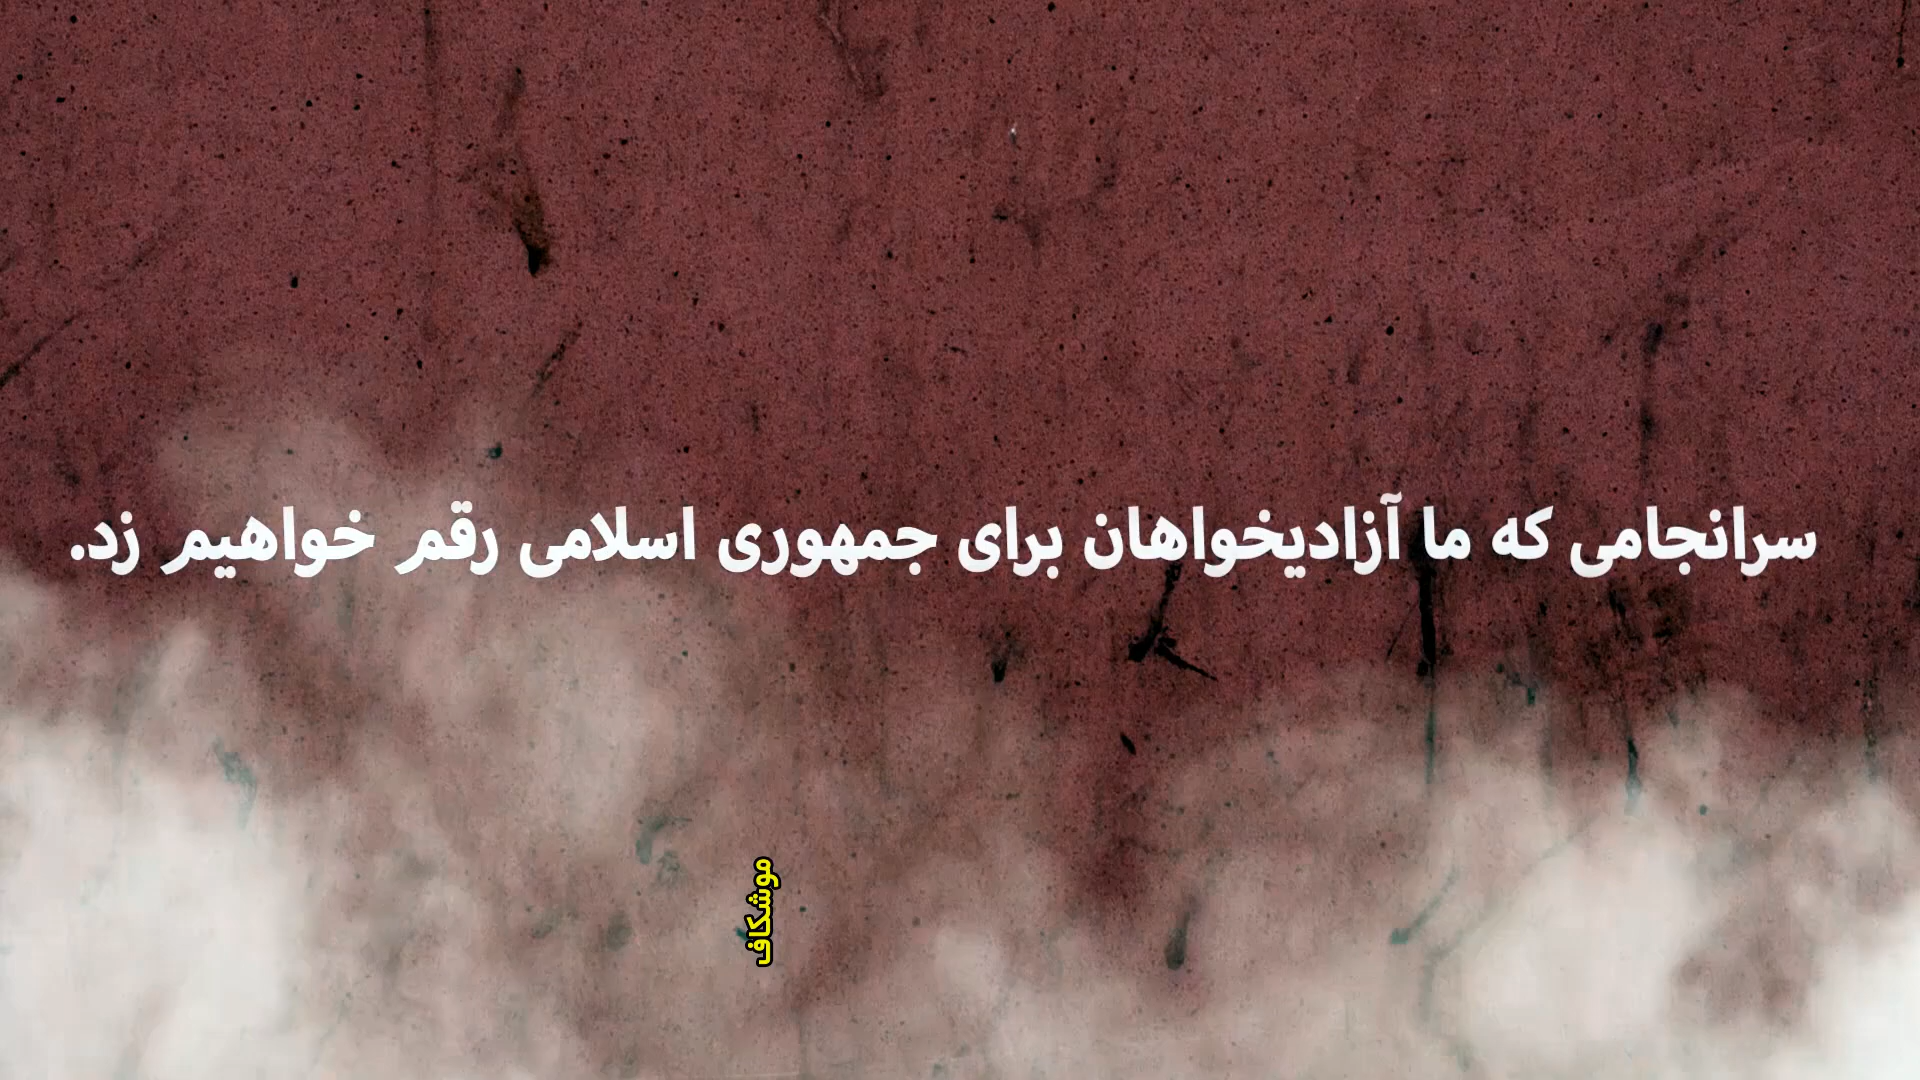 سرانجامی که ما آزادیخواهان برای جمهوری اسلامی رقم خواهیم زد.
موشکاف